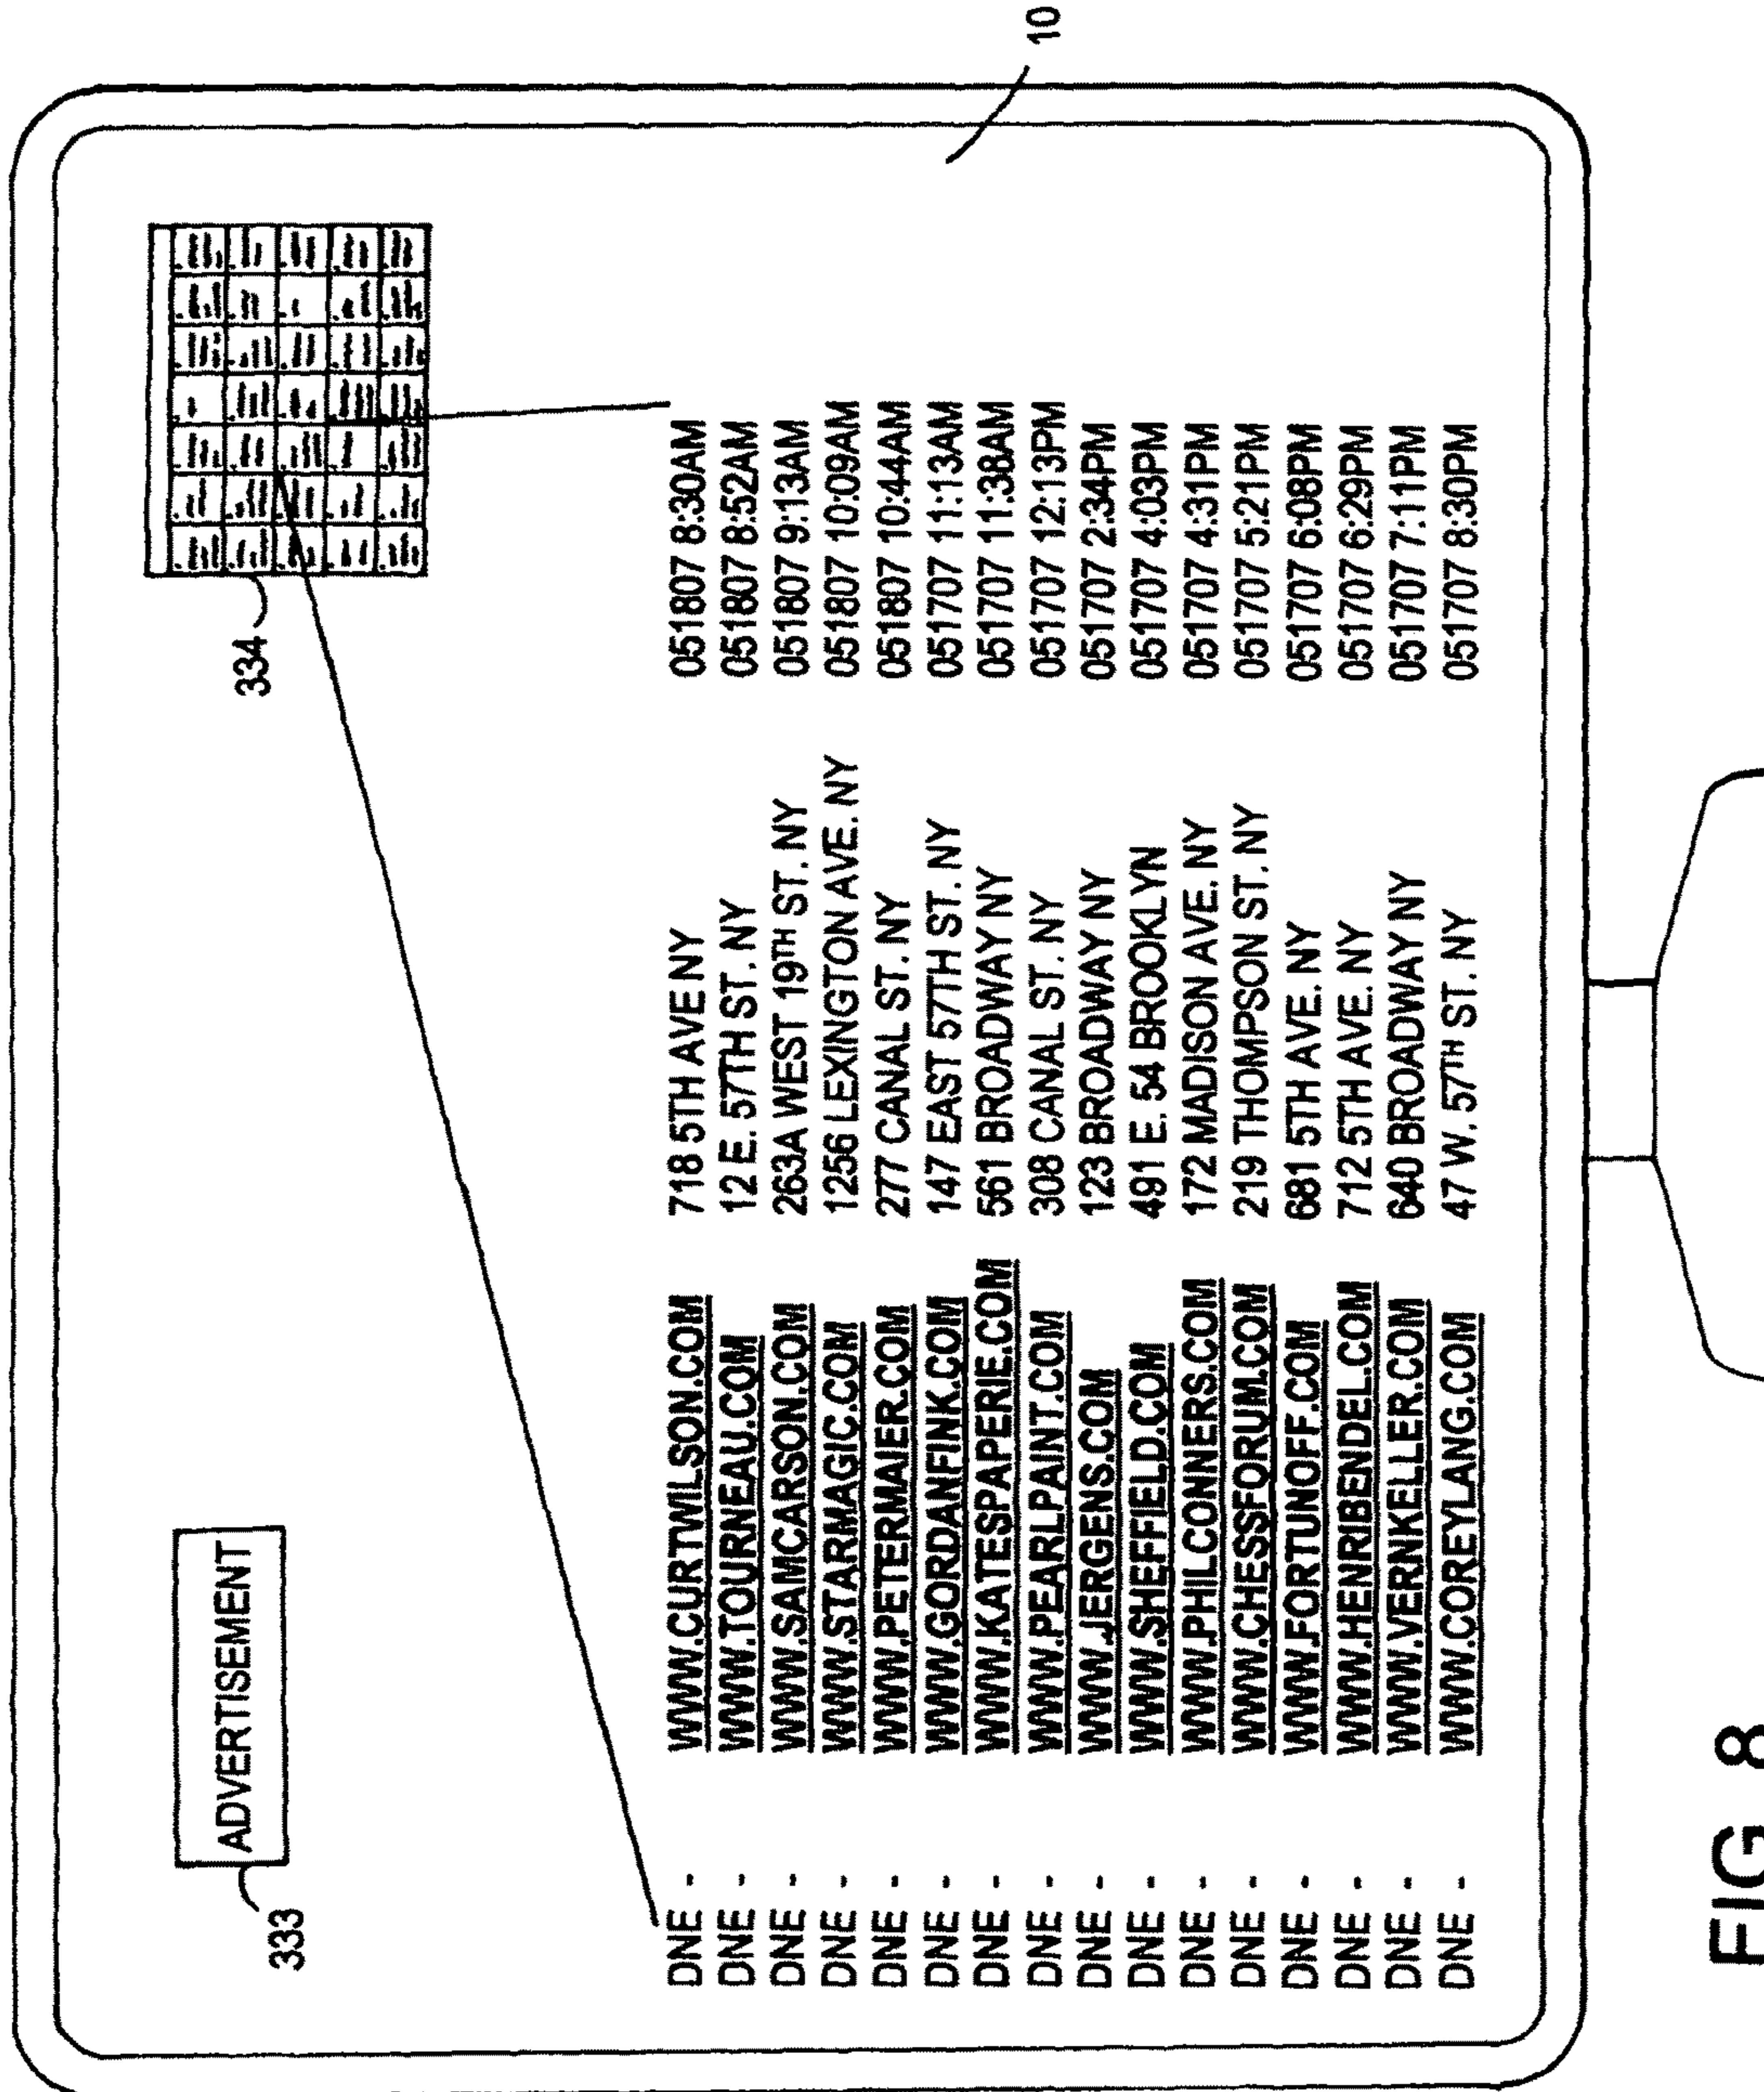 333
ADVERTISEMENT
334
10
DNE - WWW.CURTWILSON.COM 718 5TH AVE NY 051807 8:30AM
DNE - WWW.TOURNEAU.COM 12 E. 57TH ST. NY 051807 8:52AM
DNE - WWW.SAMCARSON.COM 263A WEST 19TH ST. NY 051807 9:13AM
DNE - WWW.STARMAGIC.COM 1256 LEXINGTON AVE. NY 051807 10:09AM
DNE - WWW.PETERMAIER.COM 277 CANAL ST. NY 051807 10:44AM
DNE - WWW.GORDANFINK.COM 147 EAST 57TH ST. NY 051707 11:13AM
DNE - WWW.KATESPAPERIE.COM 561 BROADWAY NY 051707 11:38AM
DNE - WWW.PEARLPAINT.COM 308 CANAL ST. NY 051707 12:13PM
DNE - WWW.JERGENS.COM 123 BROADWAY NY 051707 2:34PM
DNE - WWW.SHEFFIELD.COM 491 E. 54 BROOKLYN 051707 4:03PM
DNE - WWW.PHILCONNERS.COM 172 MADISON AVE. NY 051707 4:31PM
DNE - WWW.CHESSFORUM.COM 219 THOMPSON ST. NY 051707 5:21PM
DNE - WWW.FORTUNOFF.COM 681 5TH AVE. NY 051707 6:08PM
DNE - WWW.HENRIBENDEL.COM 712 5TH AVE. NY 051707 6:29PM
DNE - WWW.VERNKELLER.COM 640 BROADWAY NY 051707 7:11PM
DNE - WWW.COREYLANG.COM 47 W. 57TH ST. NY 051707 8:30PM
FIG. 8